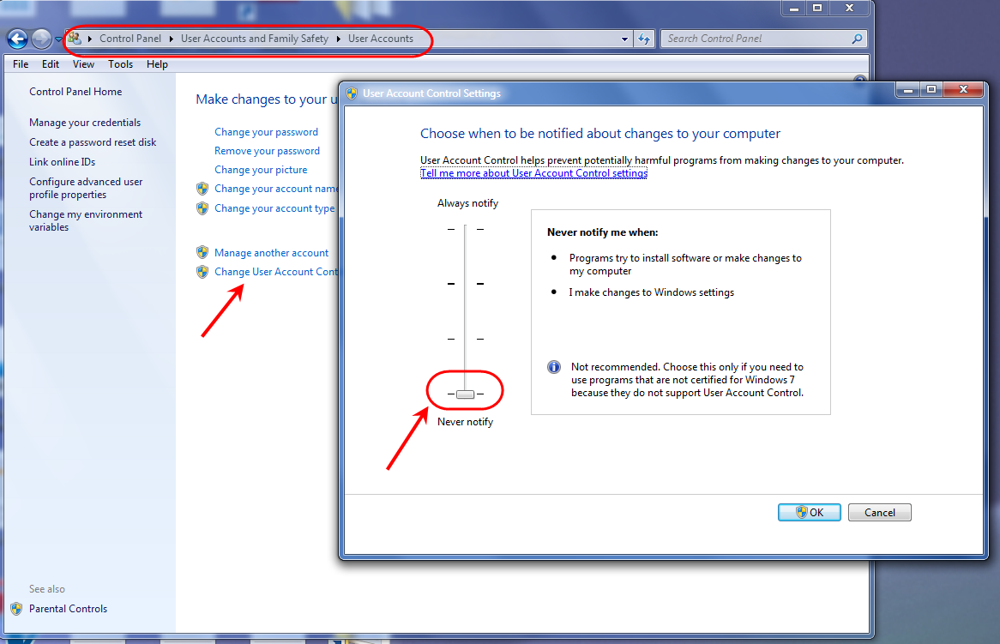 Control Panel User Accounts and Family Safety User Accounts
Search Control Panel
File Edit View Tools Help
Control Panel Home
Manage your credentials
Create a password reset disk
Link online IDs
Configure advanced user
profile properties
Change my environment
variables
See also
Parental Controls
Make changes to your u
Change your password
Remove your password
Change your picture
Change your account name
Change your account type
Manage another account
Change User Account Cont
User Account Control Settings
Choose when to be notified about changes to your computer
User Account Control helps prevent potentially harmful programs from making changes to your computer.
Tell me more about User Account Control settings
Always notify
Never notify
Never notify me when:
Programs try to install software or make changes to
my computer
I make changes to Windows settings
Not recommended. Choose this only if you need to
use programs that are not certified for Windows 7
because they do not support User Account Control.
OK
Cancel